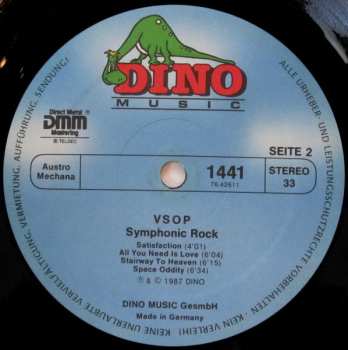 DINO
MUSIC
Direct Metal
DMM
Mastering
TELDEC
Austro
Mechana
1441
76.42611
SEITE 2
STEREO
33
VSOP
Symphonic Rock
Satisfaction (4'01)
All You Need Is Love (6'04)
Stairway To Heaven (6'15)
Space Oddity (6'34)
℗ & © 1987 DINO
DINO MUSIC GesmbH
Made in Germany
ALLE URHEBER- UND LEISTUNGSSCHUTZRECHTE VORBEHALTEN - KEIN VERLEIH! KEINE UNERLAUBTE VERVIELFÄLTIGUNG, VERMIETUNG, AUFFÜHRUNG, SENDUNG!